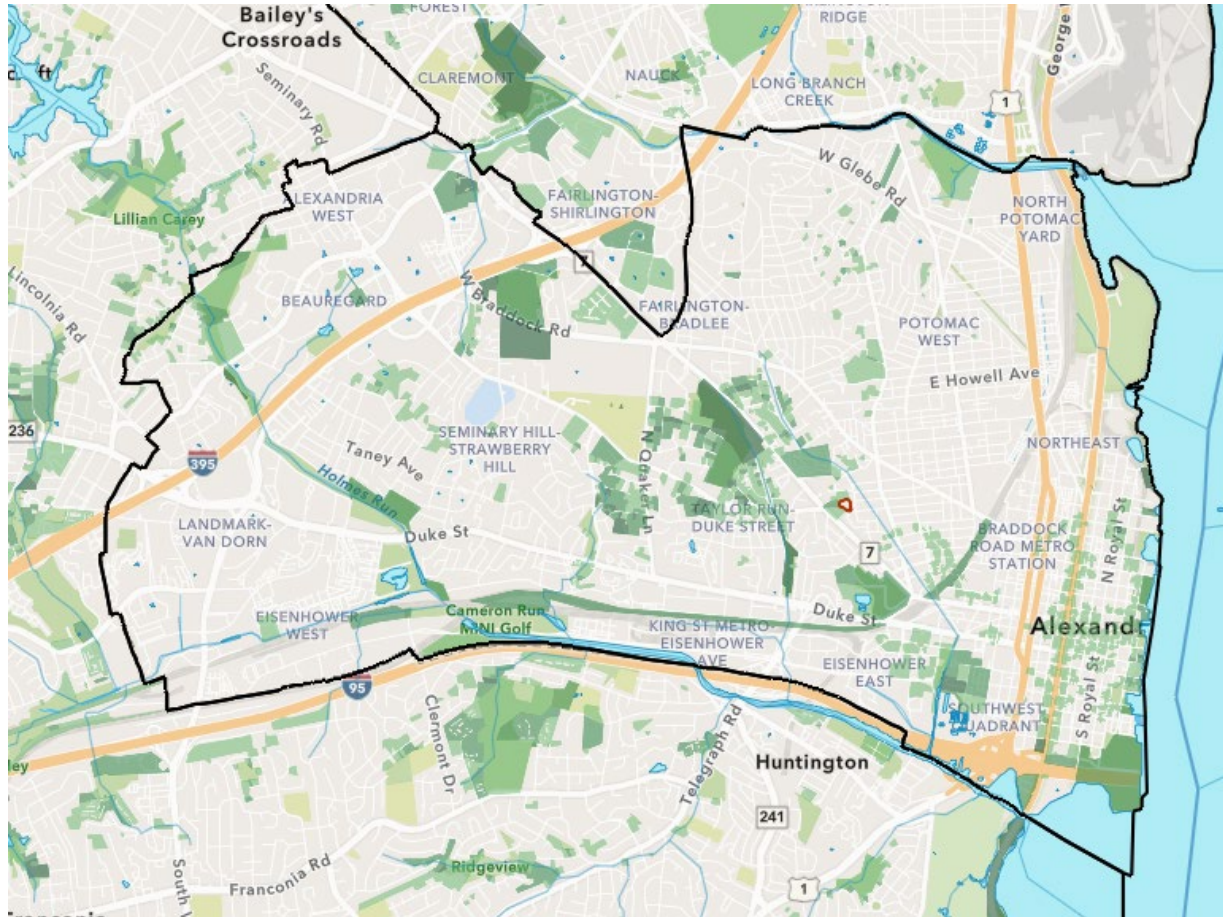 FOREST
RIDGE
Bailey's
Crossroads
George
CLAREMONT
NAUCK
LONG BRANCH
CREEK
ft
Seminary Rd
1
W Glebe Rd
LEXANDRIA
WEST
FAIRLINGTON-
SHIRLINGTON
NORTH
POTOMAC
YARD
Lillian Carey
7
Lincolnia Rd
BEAUREGARD
W Braddock Rd
FAIRLINGTON-
BRADLEE
POTOMAC
WEST
E Howell Ave
236
SEMINARY HILL-
STRAWBERRY
HILL
N Quaker Ln
NORTHEAST
Taney Ave
395
Holmes Run
LANDMARK-
VAN DORN
TAYLOR RUN-
DUKE STREET
BRADDOCK
ROAD METRO
STATION
N Royal St
Duke St
7
EISENHOWER
WEST
Cameron Run
MINI Golf
KING ST METRO-
EISENHOWER
AVE
Duke St
Alexand
EISENHOWER
EAST
S Royal St
95
Clermont Dr
Telegraph Rd
SOUTHWEST
QUADRANT
ley
Huntington
241
Franconia Rd
Ridgeview
1
South